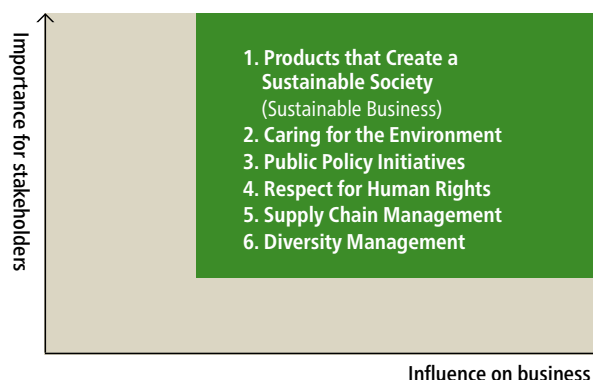 Importance for stakeholders
1. Products that Create a
Sustainable Society
(Sustainable Business)
2. Caring for the Environment
3. Public Policy Initiatives
4. Respect for Human Rights
5. Supply Chain Management
6. Diversity Management
Influence on business